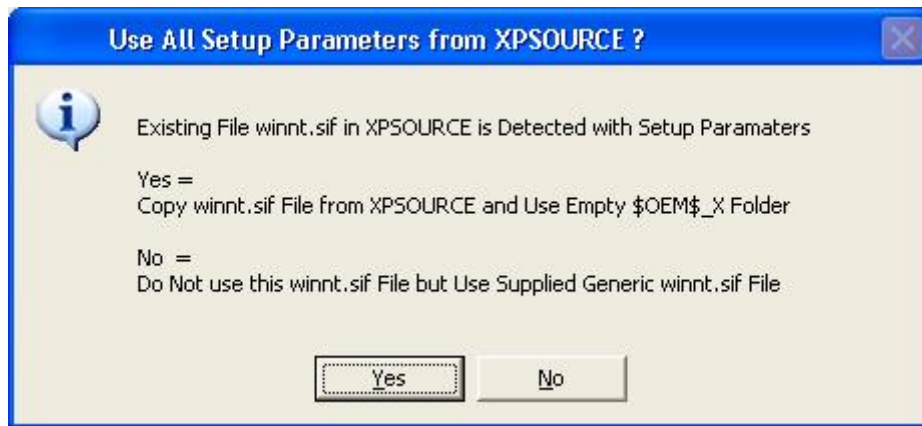 Use All Setup Parameters from XPSOURCE ?
Existing File winnt.sif in XPSOURCE is Detected with Setup Paramaters
Yes =
Copy winnt.sif File from XPSOURCE and Use Empty $OEM$_X Folder
No =
Do Not use this winnt.sif File but Use Supplied Generic winnt.sif File
Yes
No